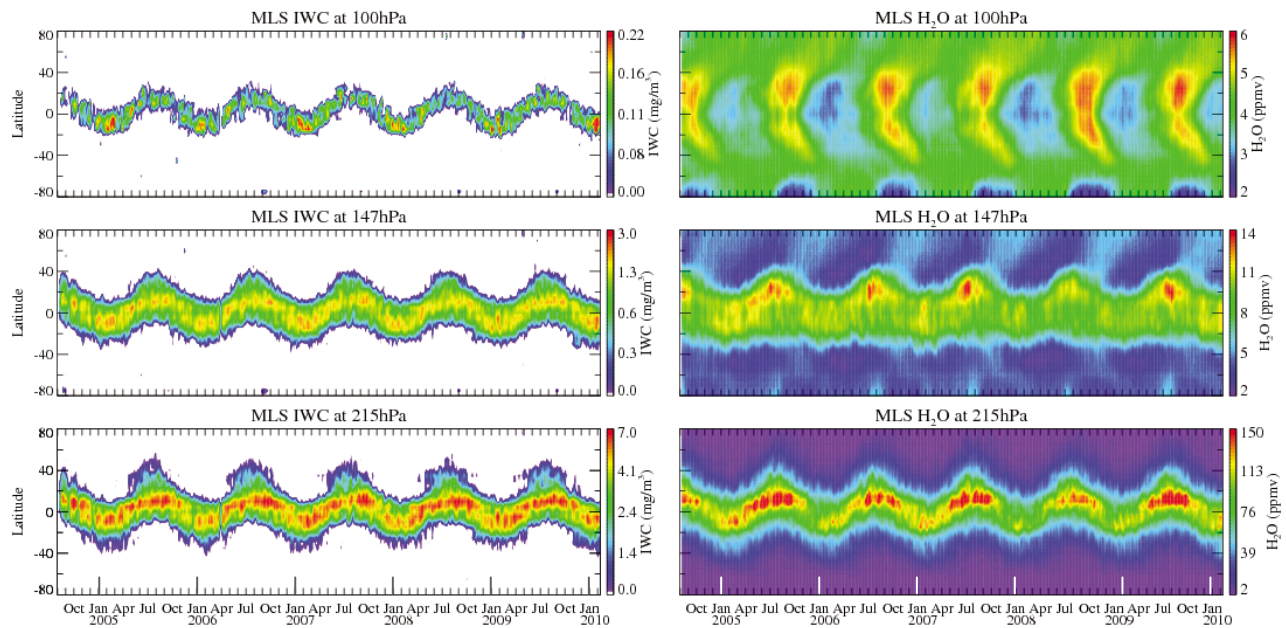 MLS IWC at 100hPa
80
40
0
-40
-80
Latitude
0.22
0.16
0.11
0.08
0.00
IWC (mg/m³)
MLS H₂O at 100hPa
6
5
4
3
2
H₂O (ppmv)
MLS IWC at 147hPa
80
40
0
-40
-80
Latitude
3.0
1.3
0.6
0.3
0.0
IWC (mg/m³)
MLS H₂O at 147hPa
14
11
8
5
2
H₂O (ppmv)
MLS IWC at 215hPa
80
40
0
-40
-80
Latitude
7.0
4.11
2.4
1.4
0.0
IWC (mg/m³)
MLS H₂O at 215hPa
150
113
76
39
2
H₂O (ppmv)
Oct Jan Apr Jul Oct Jan Apr Jul Oct Jan Apr Jul Oct Jan Apr Jul Oct Jan Apr Jul Oct Jan
2005 2006 2007 2008 2009 2010
Oct Jan Apr Jul Oct Jan Apr Jul Oct Jan Apr Jul Oct Jan Apr Jul Oct Jan Apr Jul Oct Jan
2005 2006 2007 2008 2009 2010